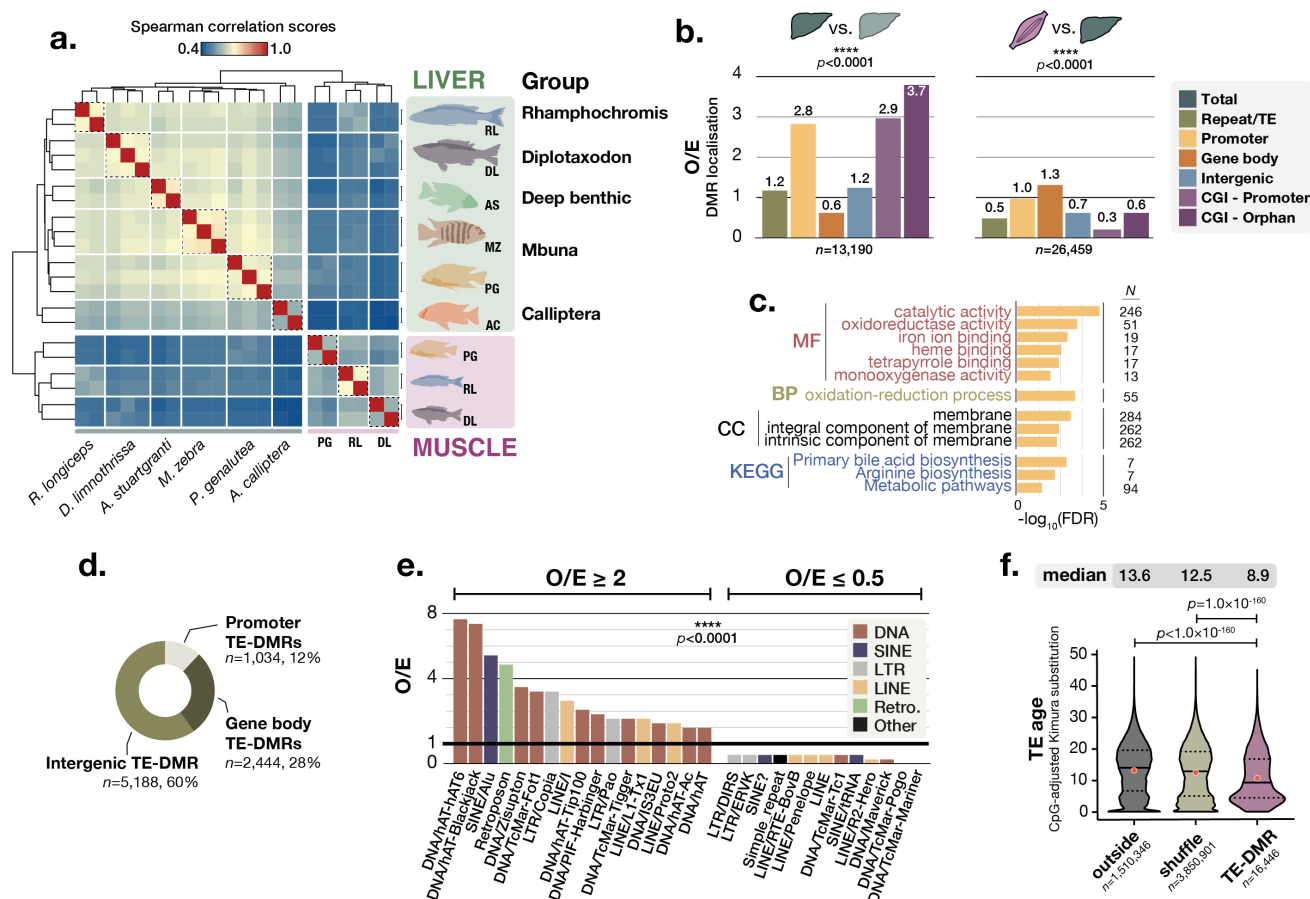 a.
Spearman correlation scores
0.4 1.0
LIVER
Group
RL
Rhamphochromis
DL
Diplotaxodon
AS
Deep benthic
MZ
Mbuna
PG
AC
Calliptera
PG
RL
DL
MUSCLE
R. longiceps
D. limnothrissa
A. stuartgranti
M. zebra
P. genalutea
A. calliptera
PG RL DL
b.
vs.
****
p<0.0001
vs.
****
p<0.0001
O/E
DMR localisation
4
3
2
1
0
1.2
2.8
0.6
1.2
2.9
3.7
n=13,190
0.5
1.0
1.3
0.7
0.3
0.6
n=26,459
Total
Repeat/TE
Promoter
Gene body
Intergenic
CGI - Promoter
CGI - Orphan
c.
N
MF
catalytic activity 246
oxidoreductase activity 51
iron ion binding 19
heme binding 17
tetrapyrrole binding 17
monooxygenase activity 13
BP oxidation-reduction process 55
CC
membrane 284
integral component of membrane 262
intrinsic component of membrane 262
KEGG
Primary bile acid biosynthesis 7
Arginine biosynthesis 7
Metabolic pathways 94
0 5
-log10(FDR)
d.
Promoter
TE-DMRs
n=1,034, 12%
Gene body
TE-DMRs
n=2,444, 28%
Intergenic TE-DMR
n=5,188, 60%
e.
O/E ≥ 2
O/E ≤ 0.5
O/E
8
4
1
0
****
p<0.0001
DNA
SINE
LTR
LINE
Retro.
Other
DNA/hAT-hAT6
DNA/hAT-Blackjack
SINE/Alu
Retroposon
DNA/Zisupton
DNA/TcMar-Fot1
LTR/Copia
LINE/I
DNA/hAT-Tip100
DNA/PIF-Harbinger
LTR/Pao
DNA/TcMar-Tigger
LINE/L1-Tx1
DNA/IS3EU
LINE/Proto2
DNA/hAT-Ac
DNA/hAT
LTR/DIRS
LTR/ERVK
SINE?
Simple_repeat
LINE/RTE-BovB
LINE/Penelope
LINE
DNA/TcMar-Tc1
SINE/tRNA
LINE/R2-Hero
DNA/Maverick
DNA/TcMar-Pogo
DNA/TcMar-Mariner
f.
median 13.6 12.5 8.9
p=1.0×10-160
p<1.0×10-160
TE age
CpG-adjusted Kimura substitution
50
40
30
20
10
0
outside
n=1,510,346
shuffle
n=3,850,901
TE-DMR
n=16,446